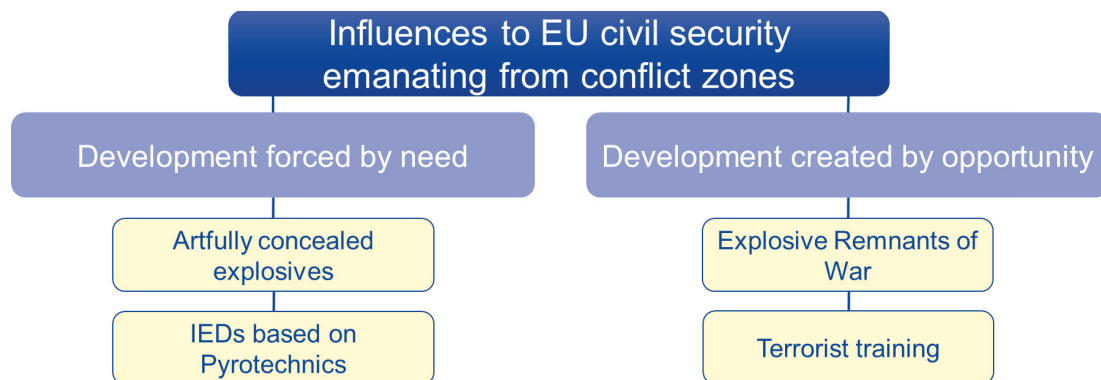 Influences to EU civil security
emanating from conflict zones
Development forced by need
Development created by opportunity
Artfully concealed
explosives
Explosive Remnants of
War
IEDs based on
Pyrotechnics
Terrorist training